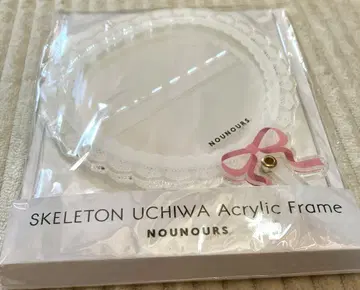 NOUNOURS.
SKELETON UCHIWA Acrylic Frame
NOUNOURS